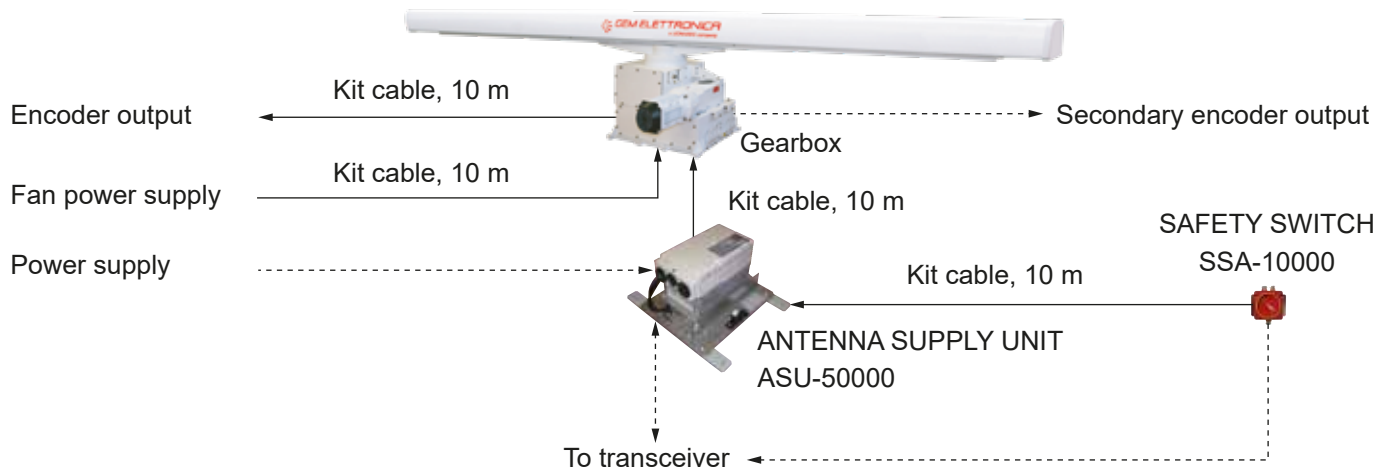 GEM ELETTRONICA
Kit cable, 10 m
Encoder output
Secondary encoder output
Gearbox
Kit cable, 10 m
Fan power supply
Kit cable, 10 m
SAFETY SWITCH
SSA-10000
Power supply
Kit cable, 10 m
ANTENNA SUPPLY UNIT
ASU-50000
To transceiver